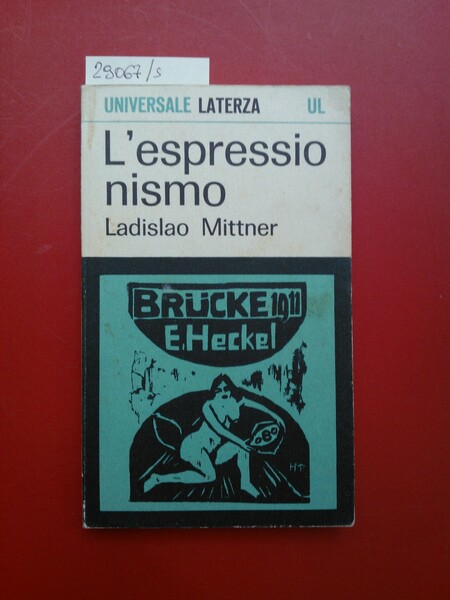 29067/s
UNIVERSALE LATERZA UL
L'espressio
nismo
Ladislao Mittner
BRÜCKE 1911
E.Heckel